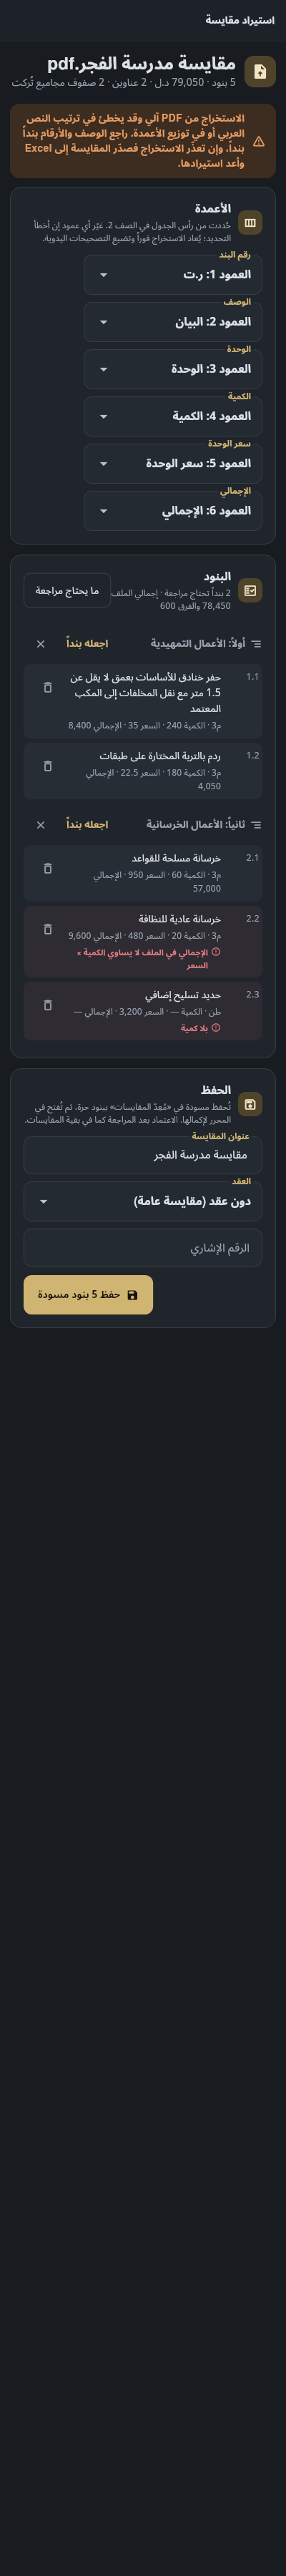 استيراد مقايسة
مقايسة مدرسة الفجر.pdf
5 بنود · 79,050 د.ل · 2 عناوين · 2 صفوف مجاميع تُركت
الاستخراج من PDF آلي وقد يخطئ في ترتيب النص
العربي أو في توزيع الأعمدة. راجع الوصف والأرقام بنداً
بنداً، وإن تعذّر الاستخراج فصدّر المقايسة إلى Excel
وأعد استيرادها.
الأعمدة
حُددت من رأس الجدول في الصف 2. غيّر أي عمود إن أخطأ
التحديد؛ يُعاد الاستخراج فوراً وتضيع التصحيحات اليدوية.
رقم البند
العمود 1: ر.ت
الوصف
العمود 2: البيان
الوحدة
العمود 3: الوحدة
الكمية
العمود 4: الكمية
سعر الوحدة
العمود 5: سعر الوحدة
الإجمالي
العمود 6: الإجمالي
البنود
2 بنداً تحتاج مراجعة · إجمالي الملف
78,450 والفرق 600
ما يحتاج مراجعة
أولاً: الأعمال التمهيدية
اجعله بنداً
1.1
حفر خنادق للأساسات بعمق لا يقل عن
1.5 متر مع نقل المخلفات إلى المكب
المعتمد
م3 · الكمية 240 · السعر 35 · الإجمالي 8,400
1.2
ردم بالتربة المختارة على طبقات
م3 · الكمية 180 · السعر 22.5 · الإجمالي
4,050
ثانياً: الأعمال الخرسانية
اجعله بنداً
2.1
خرسانة مسلحة للقواعد
م3 · الكمية 60 · السعر 950 · الإجمالي
57,000
2.2
خرسانة عادية للنظافة
م3 · الكمية 20 · السعر 480 · الإجمالي 9,600
الإجمالي في الملف لا يساوي الكمية ×
السعر
2.3
حديد تسليح إضافي
طن · الكمية — · السعر 3,200 · الإجمالي —
بلا كمية
الحفظ
تُحفظ مسودة في «مُعِدّ المقايسات» ببنود حرة، ثم تُفتح في
المحرر لإكمالها. الاعتماد بعد المراجعة كما في بقية المقايسات.
عنوان المقايسة
مقايسة مدرسة الفجر
العقد
دون عقد (مقايسة عامة)
الرقم الإشاري
حفظ 5 بنود مسودة